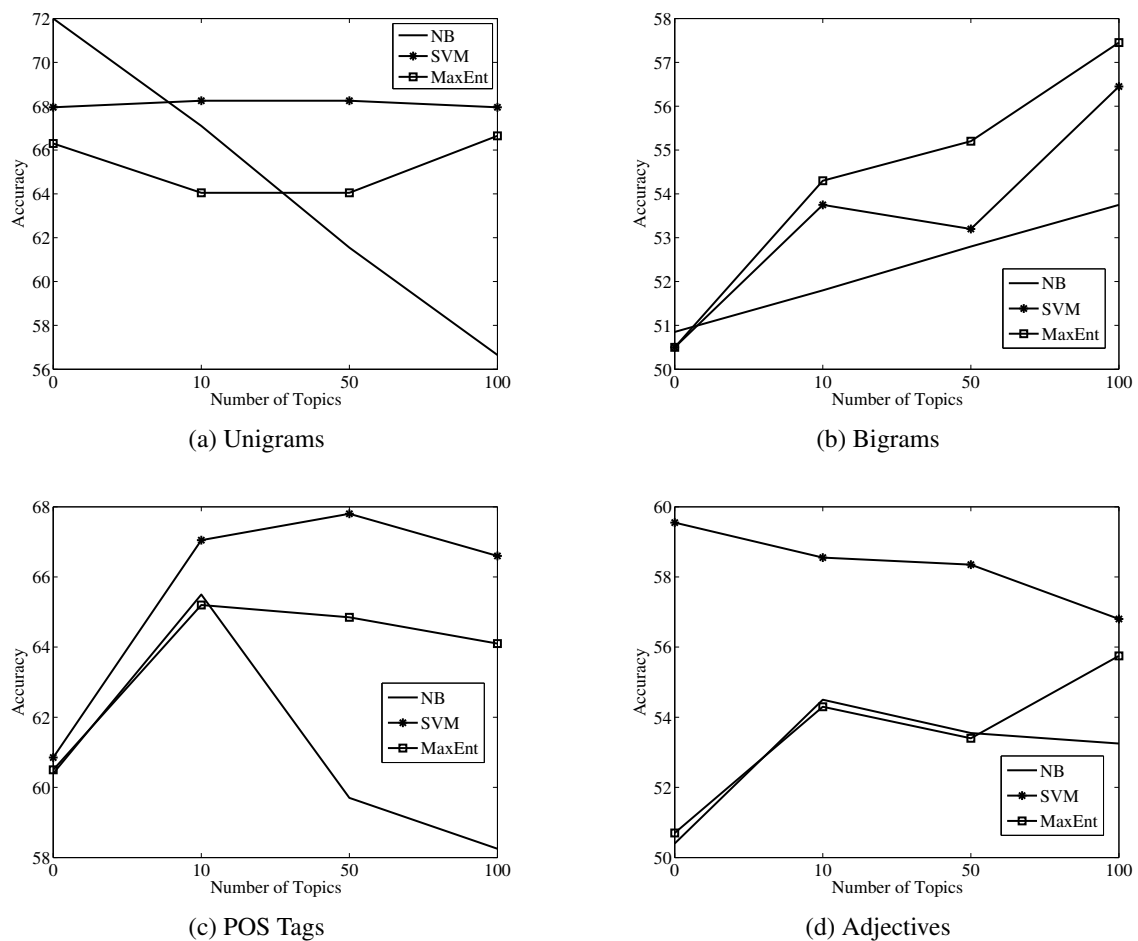 72
70
68
66
64
62
60
58
56
Accuracy
0 10 50 100
Number of Topics
NB
SVM
MaxEnt
(a) Unigrams
58
57
56
55
54
53
52
51
50
Accuracy
0 10 50 100
Number of Topics
NB
SVM
MaxEnt
(b) Bigrams
68
66
64
62
60
58
Accuracy
0 10 50 100
Number of Topics
NB
SVM
MaxEnt
(c) POS Tags
60
58
56
54
52
50
Accuracy
0 10 50 100
Number of Topics
NB
SVM
MaxEnt
(d) Adjectives